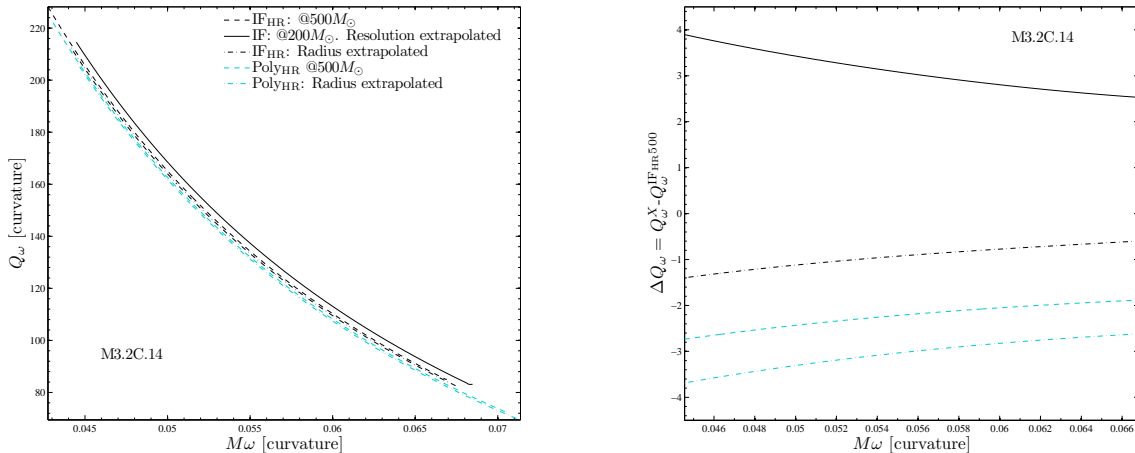 220
200
180
160
140
120
100
80
Q_ω [curvature]
IF_HR: @500M_⊙
IF: @200M_⊙. Resolution extrapolated
IF_HR: Radius extrapolated
Poly_HR @500M_⊙
Poly_HR: Radius extrapolated
M3.2C.14
0.045 0.05 0.055 0.06 0.065 0.07
Mω [curvature]
4
3
2
1
0
−1
−2
−3
−4
ΔQ_ω = Q_ω^X-Q_ω^IF_HR500
M3.2C.14
0.046 0.048 0.05 0.052 0.054 0.056 0.058 0.06 0.062 0.064 0.066
Mω [curvature]